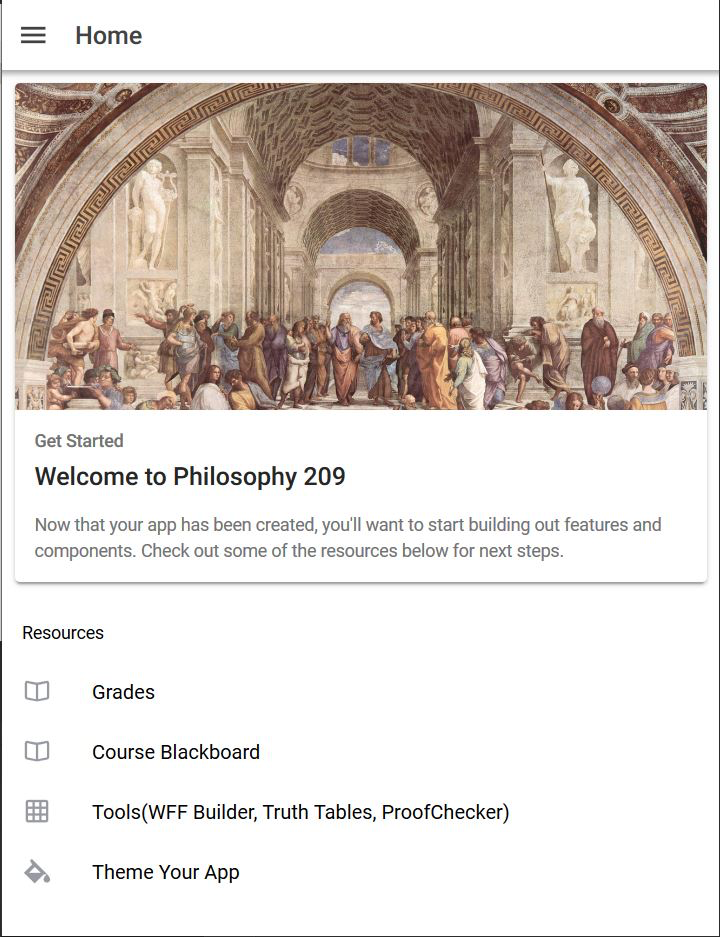 Home
Get Started
Welcome to Philosophy 209
Now that your app has been created, you'll want to start building out features and
components. Check out some of the resources below for next steps.
Resources
Grades
Course Blackboard
Tools(WFF Builder, Truth Tables, ProofChecker)
Theme Your App